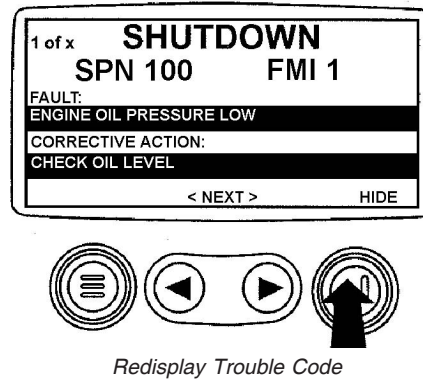 1 of x SHUTDOWN
SPN 100 FMI 1
FAULT:
ENGINE OIL PRESSURE LOW
CORRECTIVE ACTION:
CHECK OIL LEVEL
< NEXT > HIDE
Redisplay Trouble Code